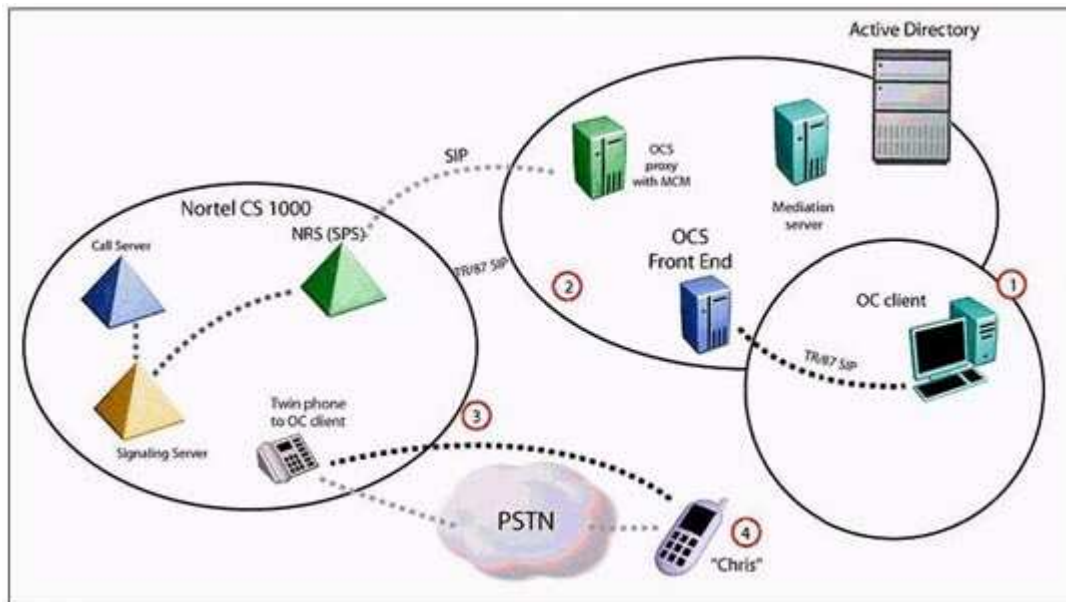 Active Directory
SIP
OCS
proxy
with MCM
Mediation
server
Nortel CS 1000
NRS (SPS)
Call Server
TR/87 SIP
2
OCS
Front End
1
OC client
TR/87 SIP
Twin phone
to OC client
3
Signaling Server
PSTN
4
"Chris"